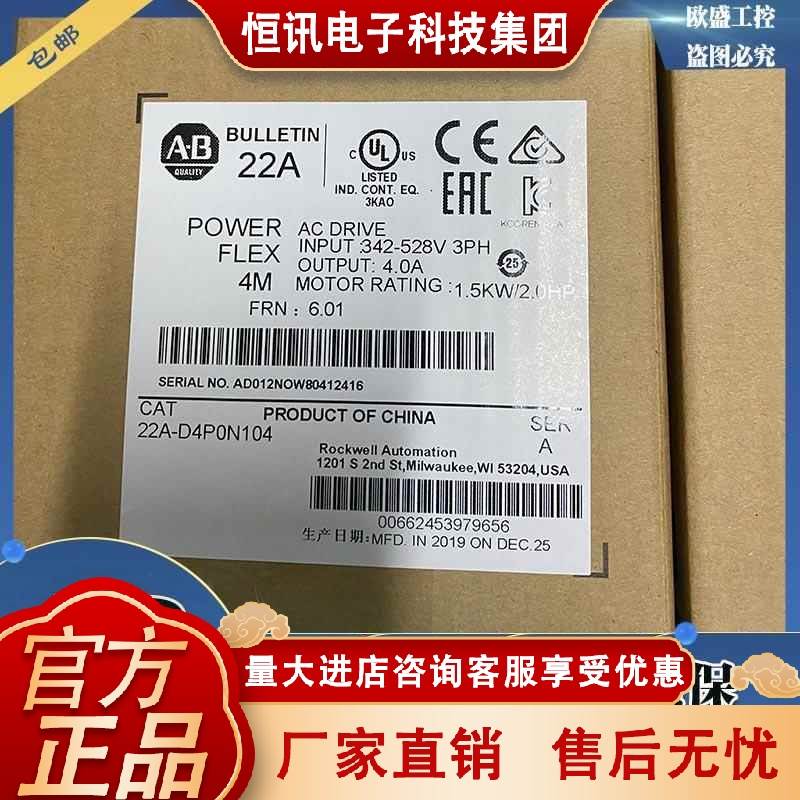 恒讯电子科技集团
包邮
欧盛工控
盗图必究
A-B
QUALITY
BULLETIN
22A
C UL US
LISTED
IND. CONT. EQ.
3KAO
CE
EAC
POWER
FLEX
4M
AC DRIVE
INPUT :342-528V 3PH
OUTPUT: 4.0A
MOTOR RATING :1.5KW/2.0HP
25
FRN : 6.01
SERIAL NO. AD012NOW80412416
CAT
22A-D4P0N104
PRODUCT OF CHINA
SER
A
Rockwell Automation
1201 S 2nd St,Milwaukee,WI 53204,USA
00662453979656
生产日期:MFD. IN 2019 ON DEC.25
官方
正品
量大进店咨询客服享受优惠
保
厂家直销 售后无忧